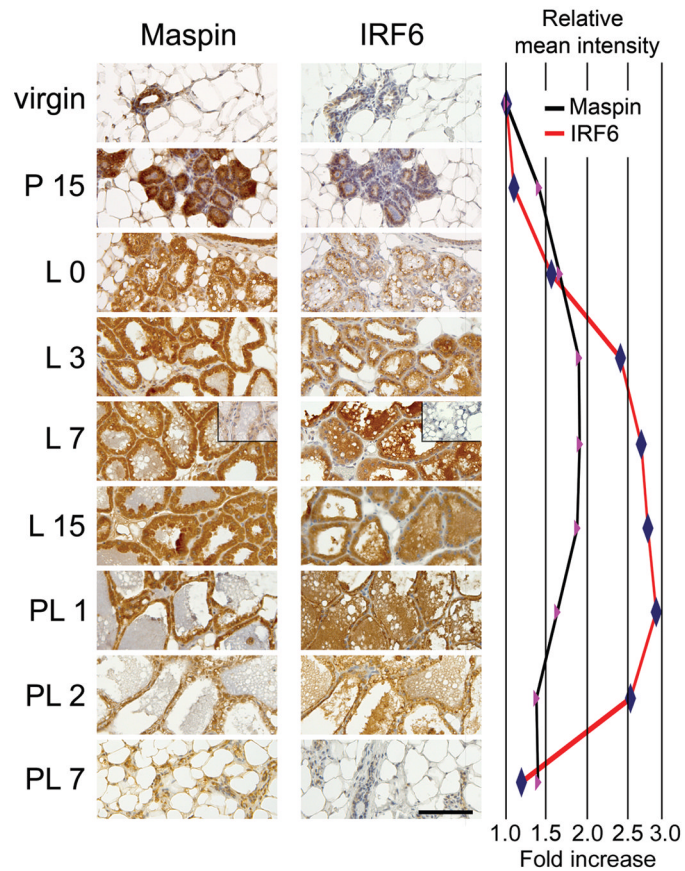 Maspin
IRF6
Relative
mean intensity
virgin
Maspin
IRF6
P 15
L 0
L 3
L 7
L 15
PL 1
PL 2
PL 7
1.0 1.5 2.0 2.5 3.0
Fold increase